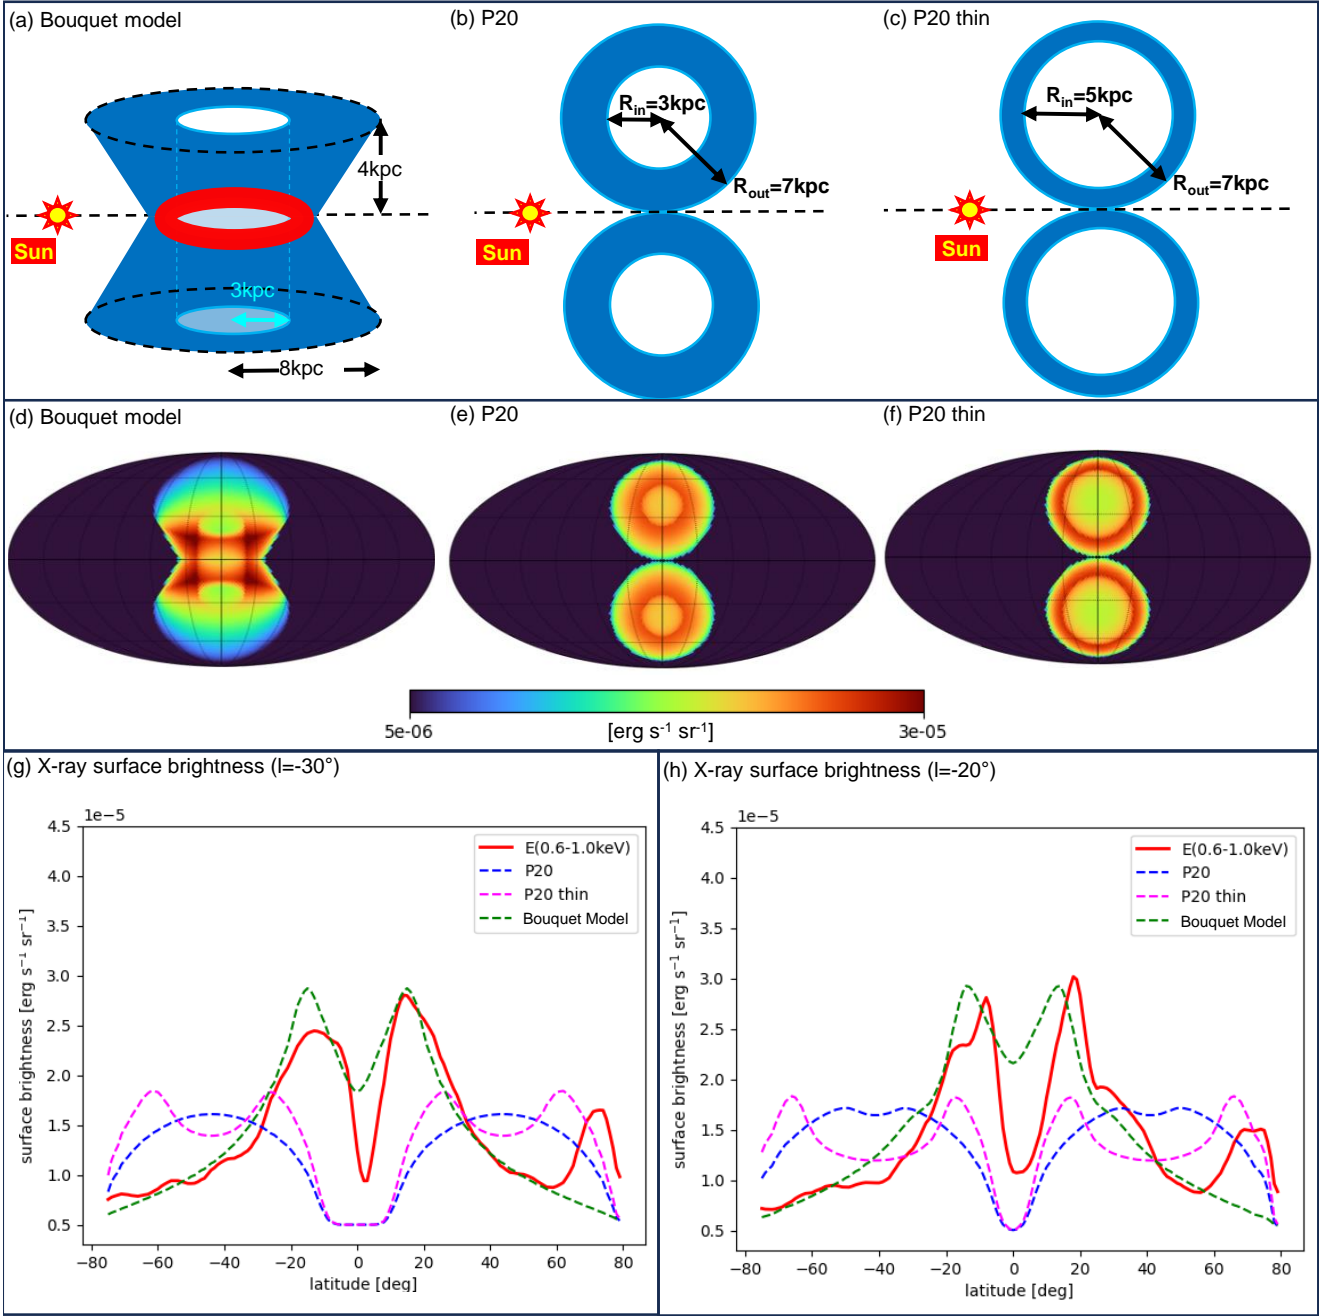 (a) Bouquet model
(b) P20
(c) P20 thin
R_in=3kpc
R_out=7kpc
R_in=5kpc
R_out=7kpc
4kpc
3kpc
8kpc
Sun
Sun
Sun
(d) Bouquet model
(e) P20
(f) P20 thin
5e-06
[erg s⁻¹ sr⁻¹]
3e-05
(g) X-ray surface brightness (l=-30°)
1e−5
4.5
4.0
3.5
3.0
2.5
2.0
1.5
1.0
0.5
surface brightness [erg s⁻¹ sr⁻¹]
E(0.6-1.0keV)
P20
P20 thin
Bouquet Model
−80 −60 −40 −20 0 20 40 60 80
latitude [deg]
(h) X-ray surface brightness (l=-20°)
1e−5
4.5
4.0
3.5
3.0
2.5
2.0
1.5
1.0
0.5
surface brightness [erg s⁻¹ sr⁻¹]
E(0.6-1.0keV)
P20
P20 thin
Bouquet Model
−80 −60 −40 −20 0 20 40 60 80
latitude [deg]